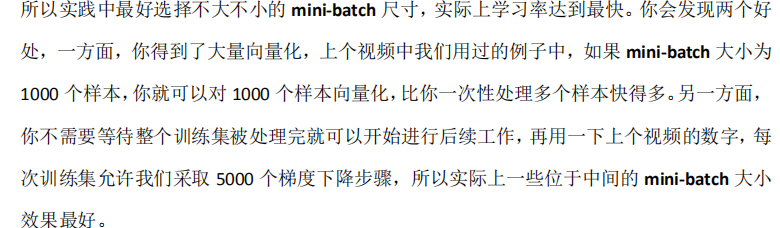 所以实践中最好选择不大不小的 mini-batch 尺寸，实际上学习率达到最快。你会发现两个好
处，一方面，你得到了大量向量化，上个视频中我们用过的例子中，如果 mini-batch 大小为
1000 个样本，你就可以对 1000 个样本向量化，比你一次性处理多个样本快得多。另一方面，
你不需要等待整个训练集被处理完就可以开始进行后续工作，再用一下上个视频的数字，每
次训练集允许我们采取 5000 个梯度下降步骤，所以实际上一些位于中间的 mini-batch 大小
效果最好。